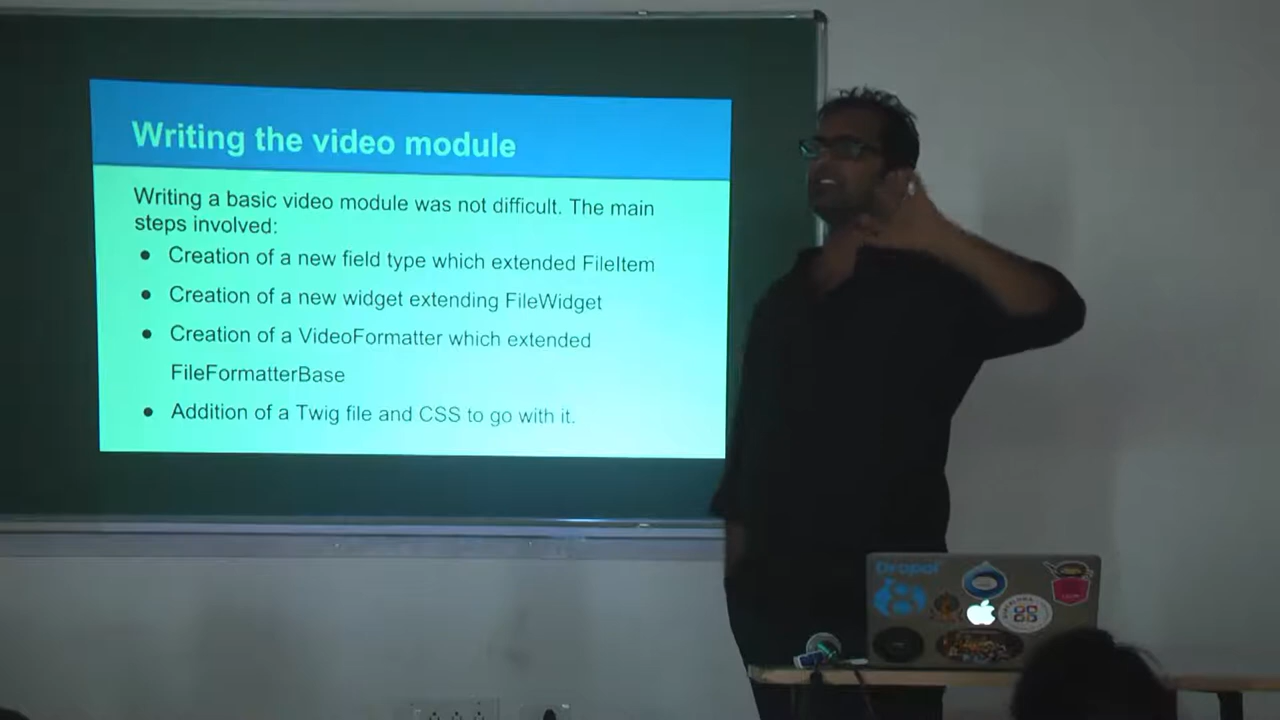 Writing the video module
Writing a basic video module was not difficult. The main
steps involved:
● Creation of a new field type which extended FileItem
● Creation of a new widget extending FileWidget
● Creation of a VideoFormatter which extended
FileFormatterBase
● Addition of a Twig file and CSS to go with it.
Drupal
8